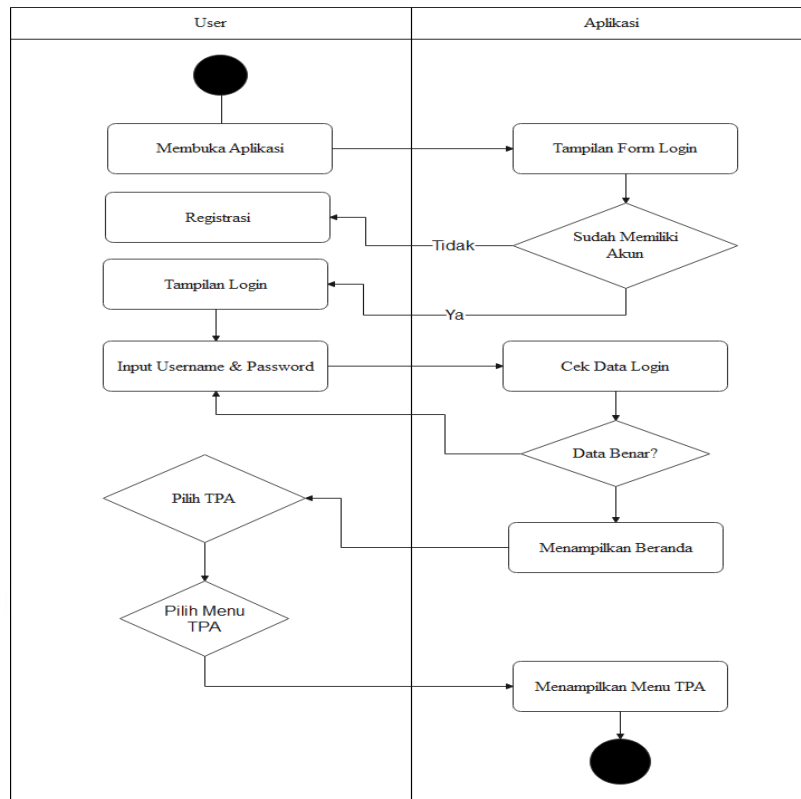 User
Aplikasi
Membuka Aplikasi
Tampilan Form Login
Registrasi
Tidak
Sudah Memiliki
Akun
Tampilan Login
Ya
Input Username & Password
Cek Data Login
Data Benar?
Pilih TPA
Menampilkan Beranda
Pilih Menu
TPA
Menampilkan Menu TPA